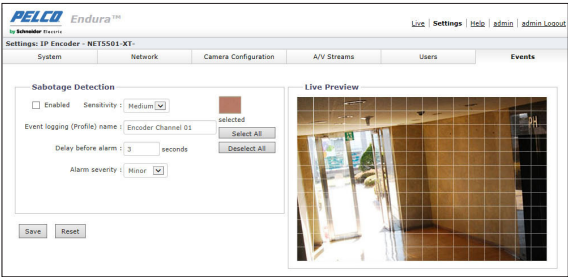 PELCO Endura™
by Schneider Electric
Live | Settings | Help | admin | admin Logout
Settings: IP Encoder - NET5501-XT-
System Network Camera Configuration A/V Streams Users Events
Sabotage Detection
Enabled Sensitivity : Medium
selected
Event logging (Profile) name : Encoder Channel 01
Select All
Delay before alarm : 3 seconds
Deselect All
Alarm severity : Minor
Save Reset
Live Preview
PH